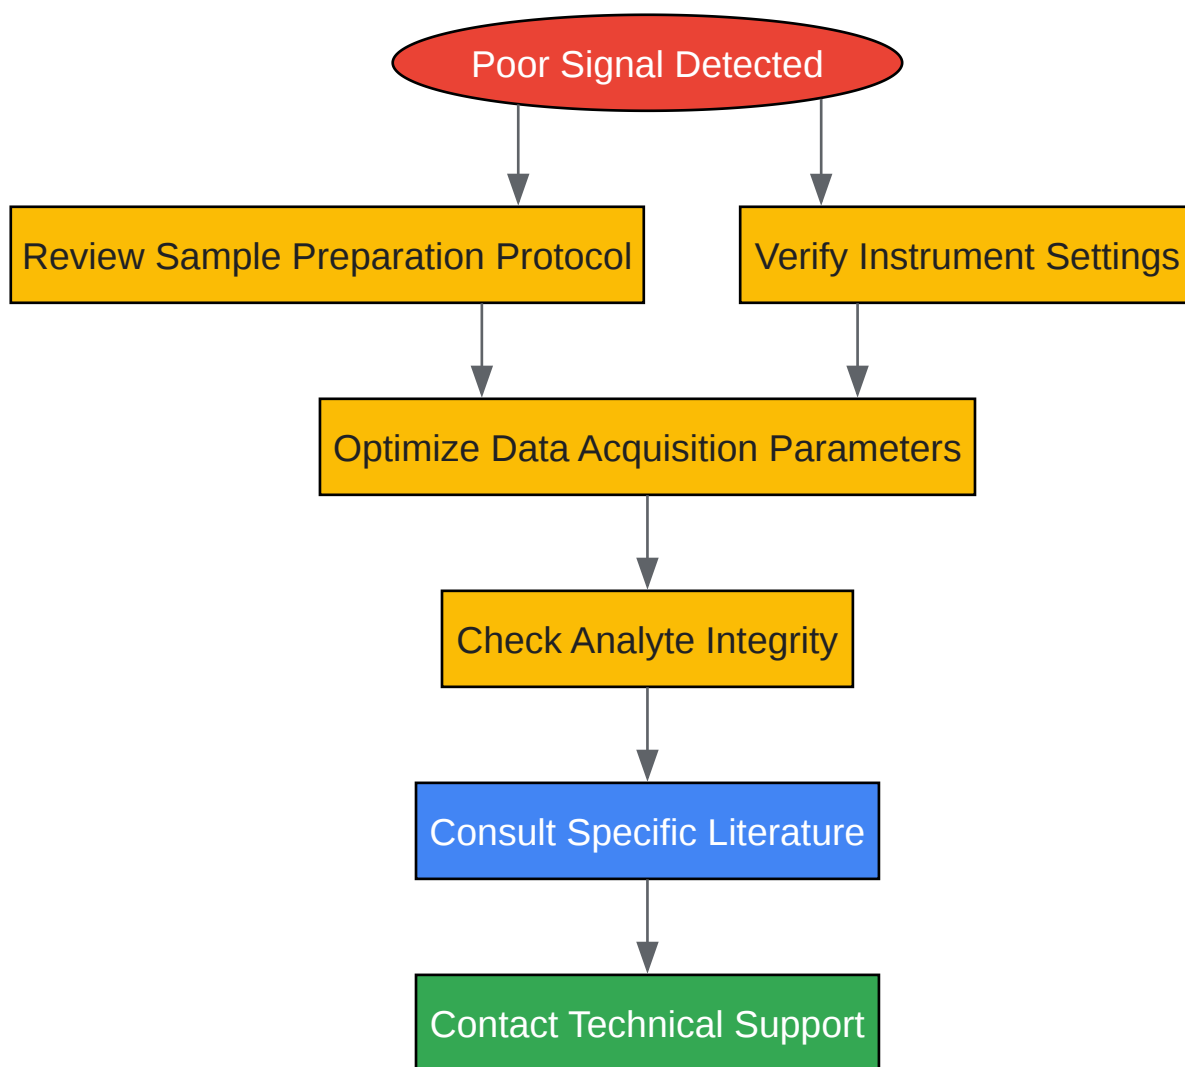 Poor Signal Detected
Review Sample Preparation Protocol
Verify Instrument Settings
Optimize Data Acquisition Parameters
Check Analyte Integrity
Consult Specific Literature
Contact Technical Support